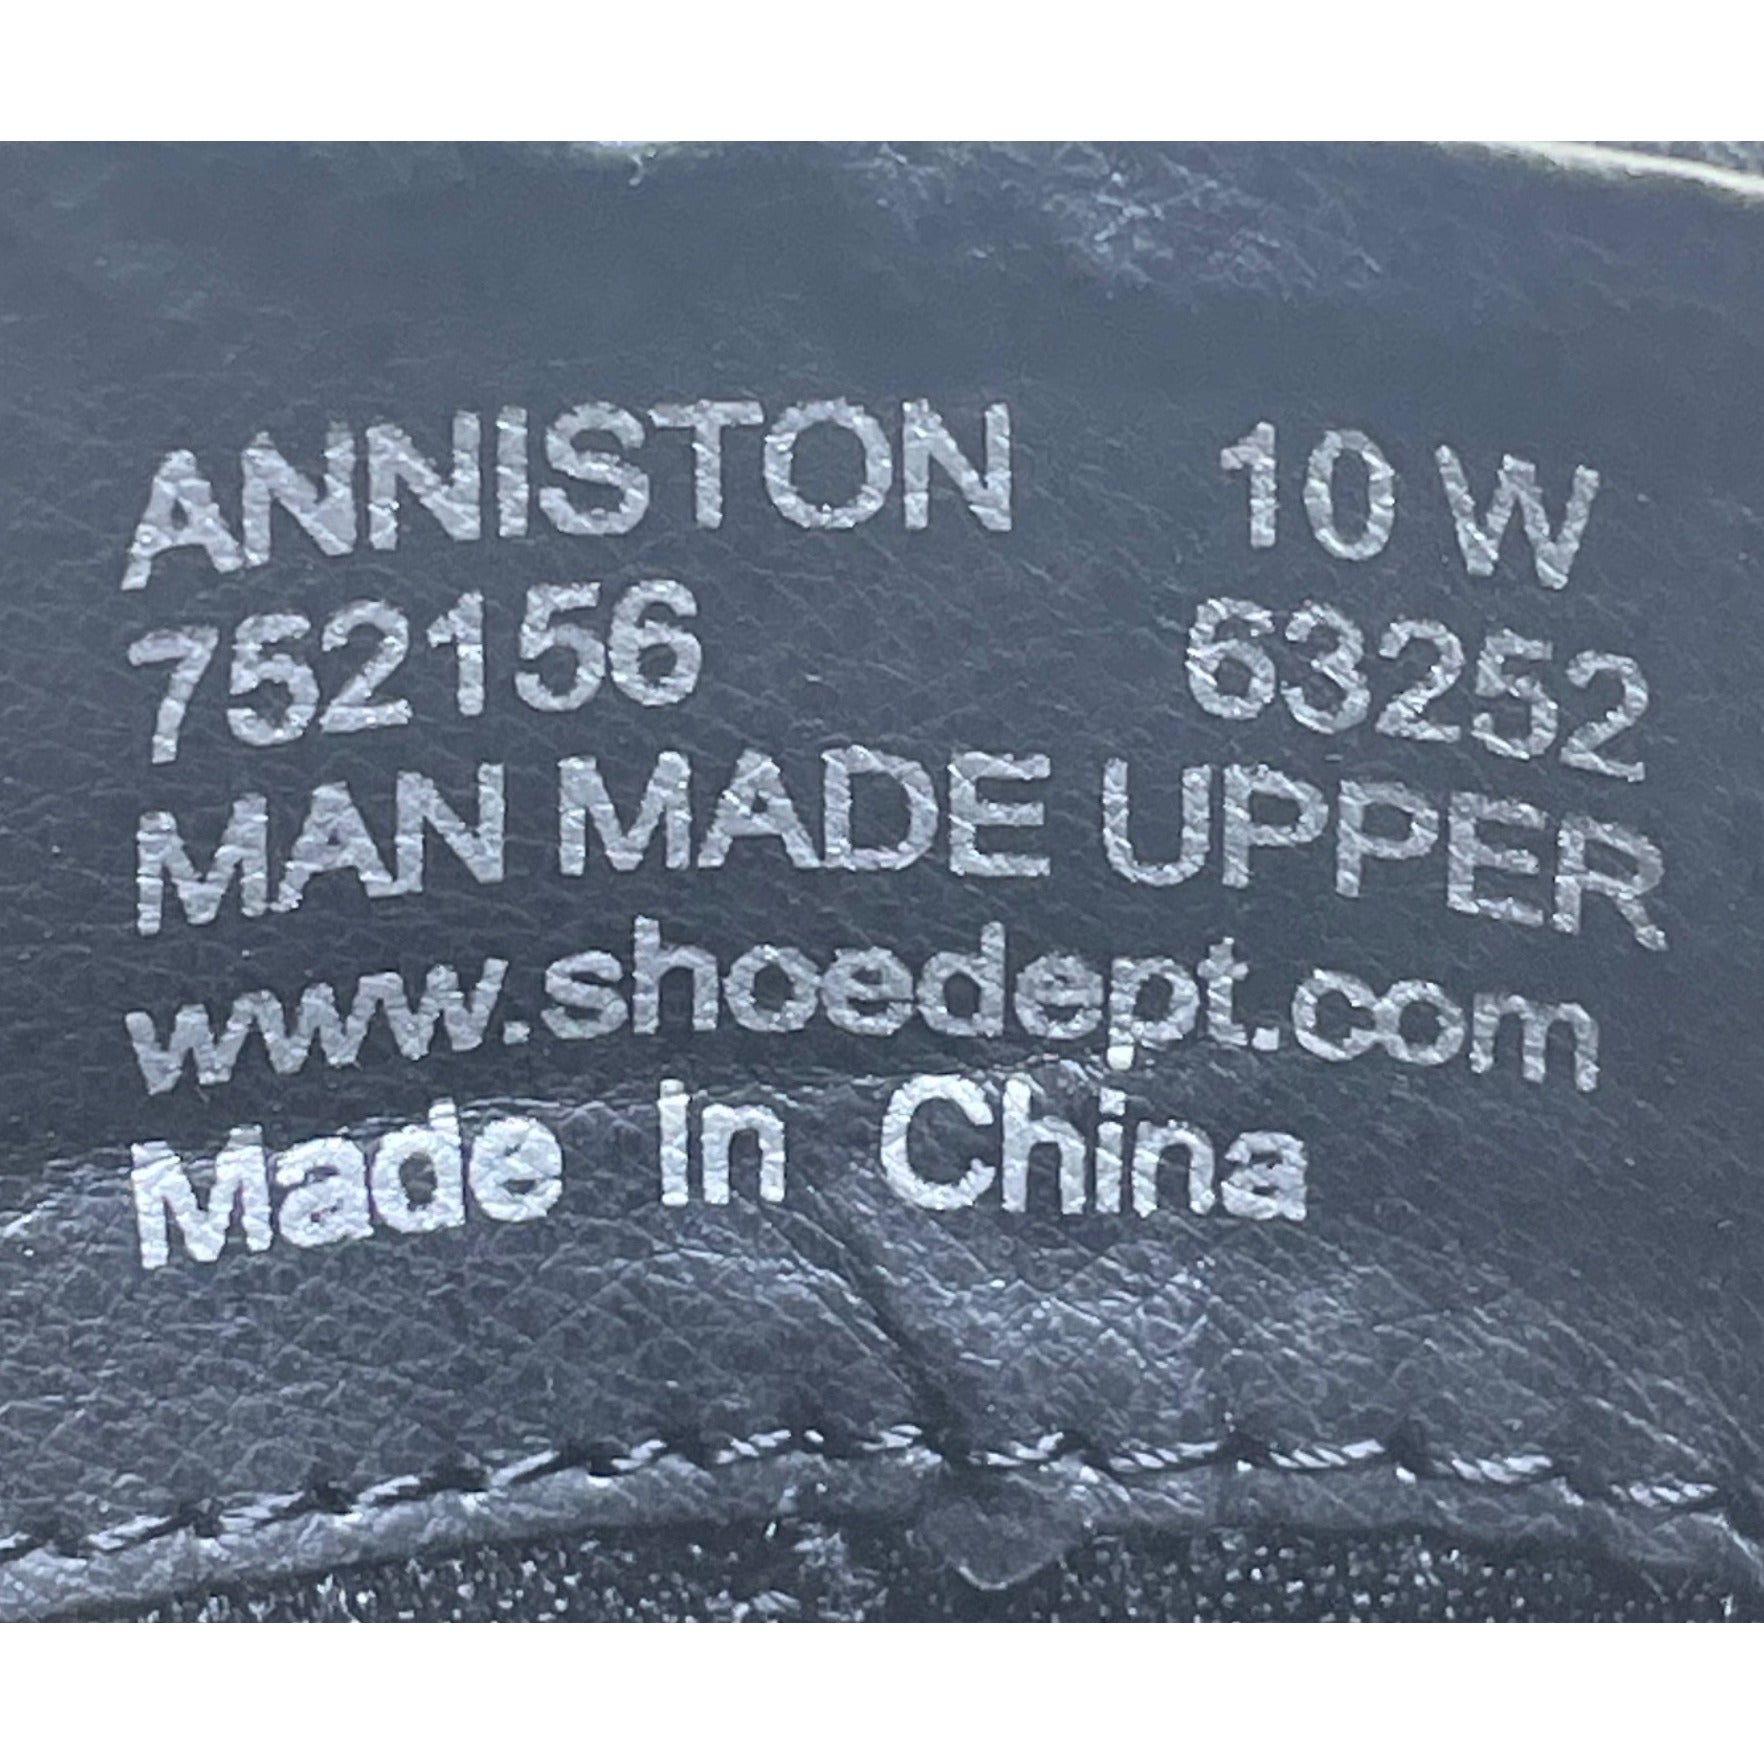 ANNISTON 10 W
752156 63252
MAN MADE UPPER
www.shoedept.com
Made In China